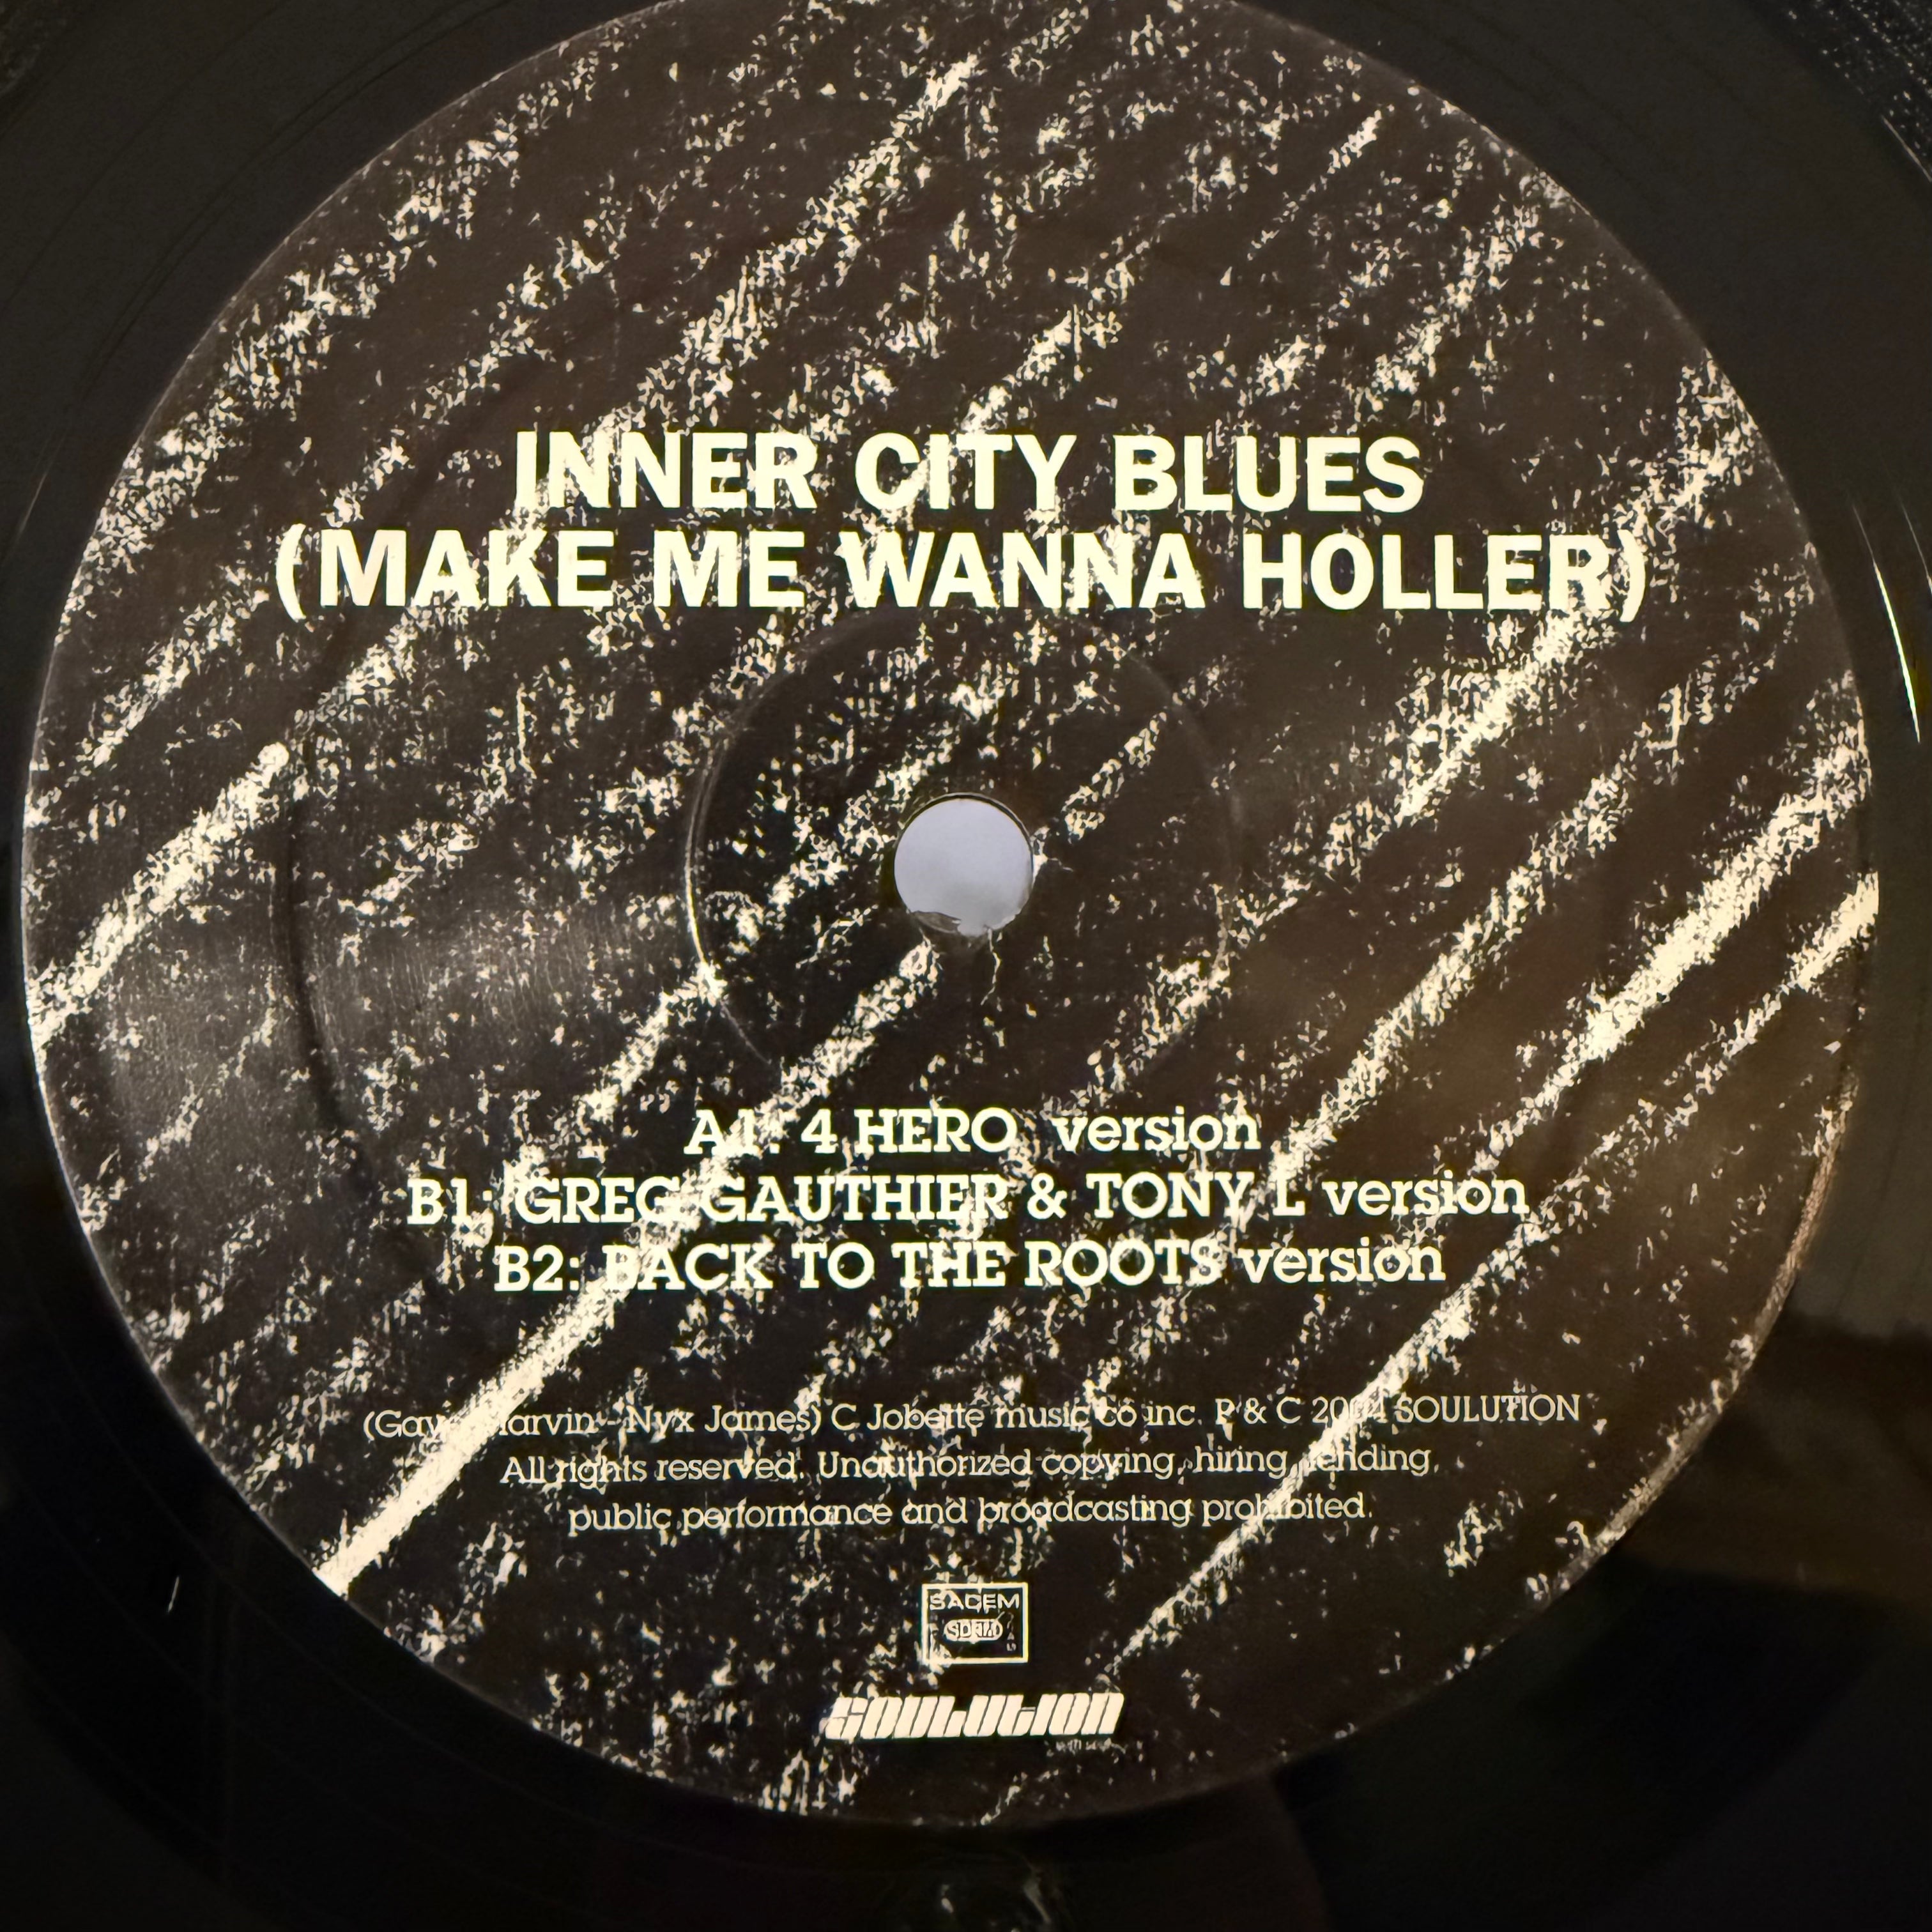 INNER CITY BLUES
(MAKE ME WANNA HOLLER)
A1: 4 HERO version
B1: GREG GAUTHIER & TONY L version
B2: BACK TO THE ROOTS version
(Gaye Marvin - Nyx James) C Jobette music co inc. P & C 2004 SOULUTION
All rights reserved. Unauthorized copying, hiring, lending,
public performance and broadcasting prohibited.
SACEM
SOULUTION